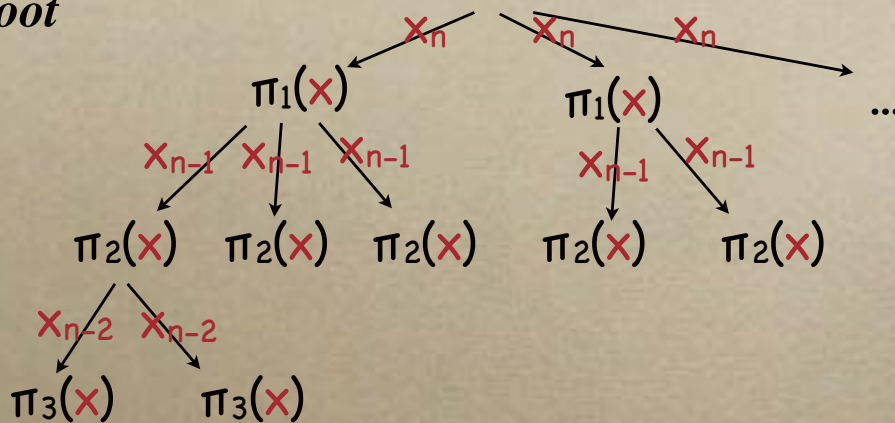 oot
xn xn xn
π1(x) π1(x) ...
xn-1 xn-1 xn-1 xn-1 xn-1
π2(x) π2(x) π2(x) π2(x) π2(x)
xn-2 xn-2
π3(x) π3(x)